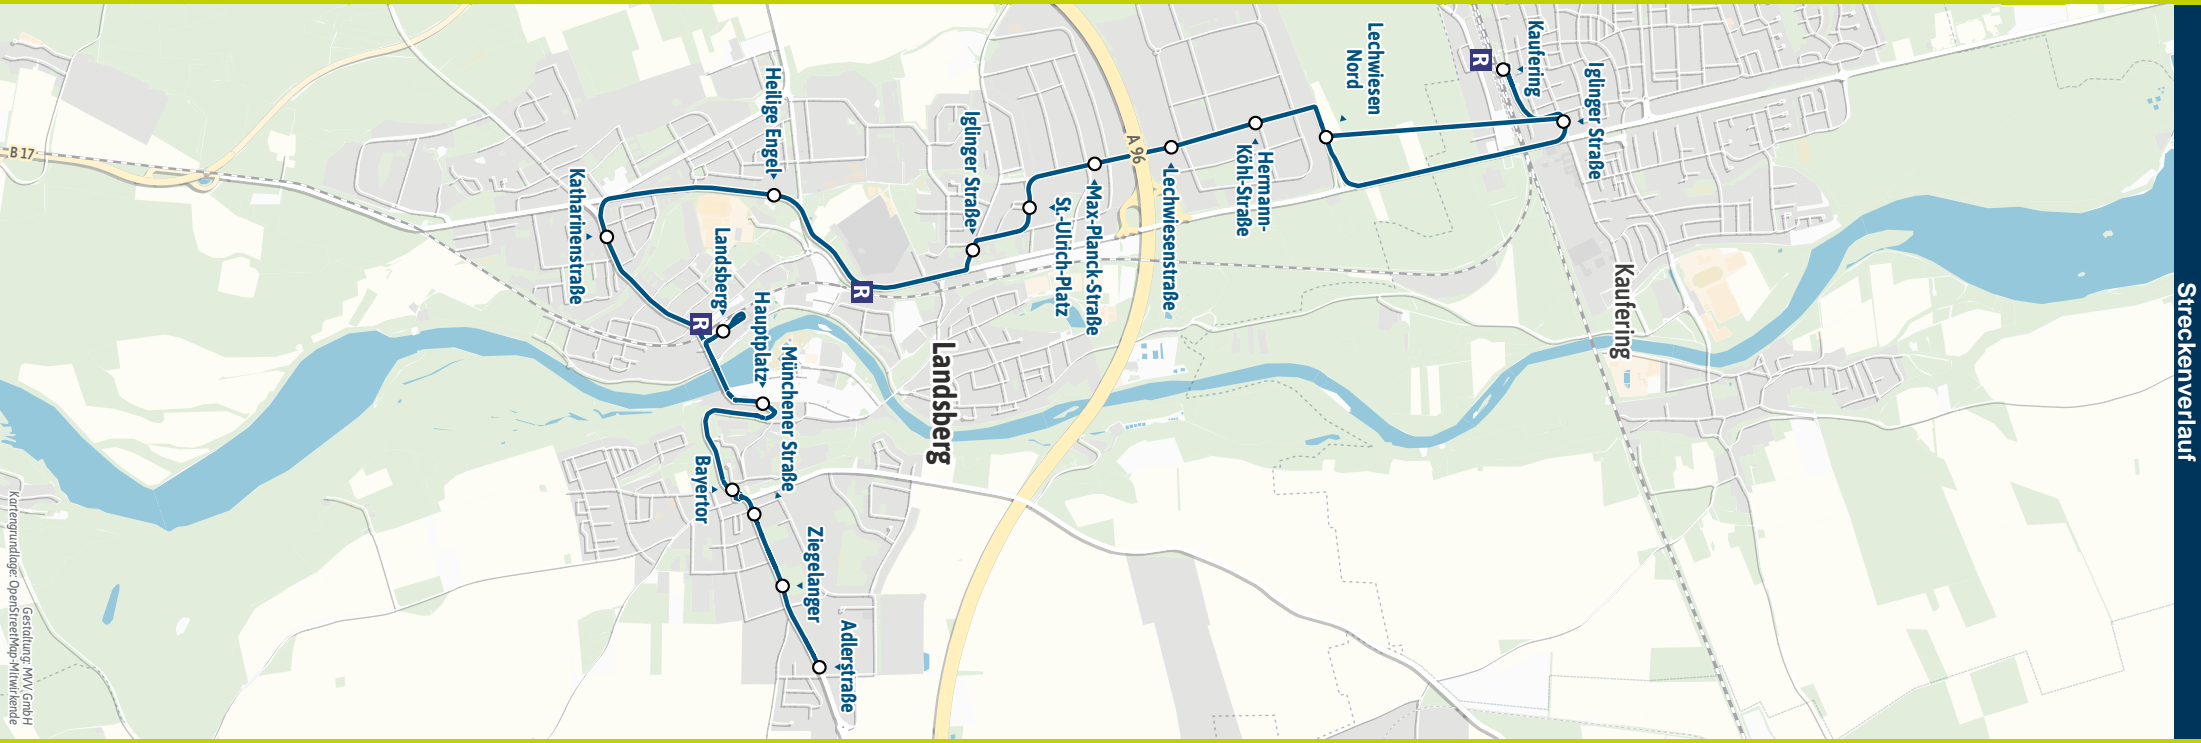 Streckenverlauf
Kaufering
Iglinger Straße
Lechwiesen
Nord
R
Kaufering
Hermann-
Köhl-Straße
Lechwiesenstraße
A 96
Max-Planck-Straße
St.-Ulrich-Platz
Iglinger Straße
Landsberg
R
Heilige Engel
Katharinenstraße
Landsberg
R
Hauptplatz
Münchener Straße
Bayertor
Ziegelanger
Adlerstraße
B 17
Gestaltung: MVV GmbH
Kartengrundlage: OpenStreetMap-Mitwirkende